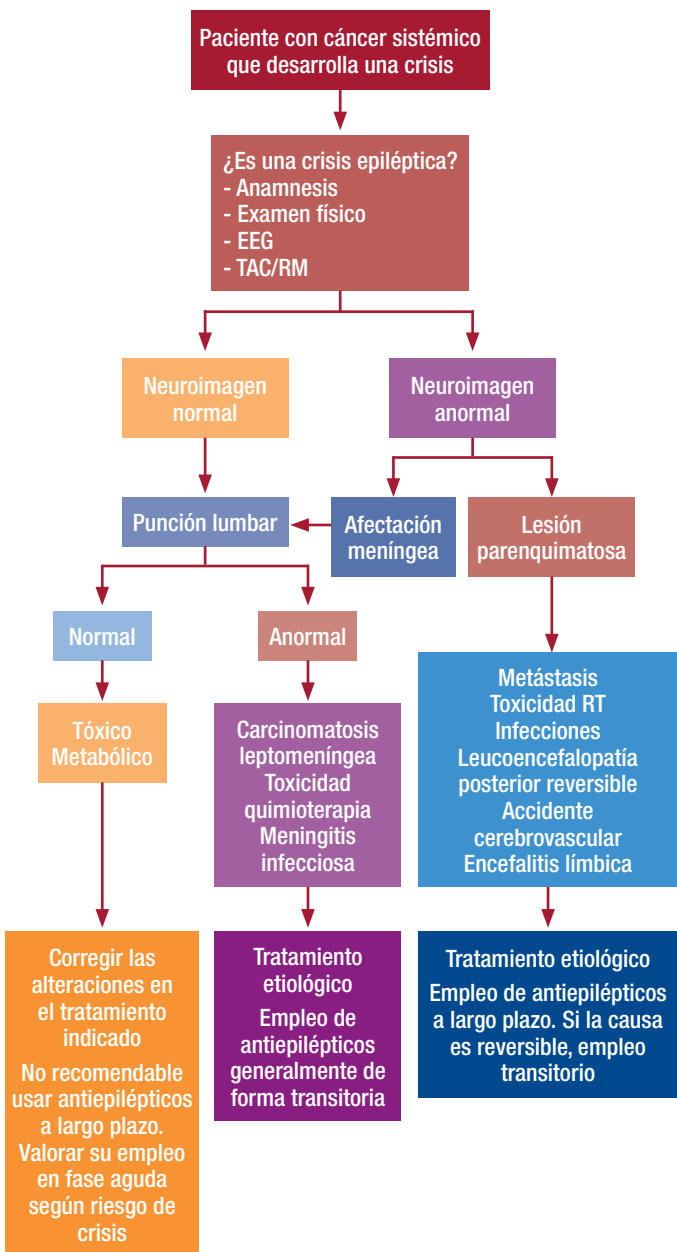 Paciente con cáncer sistémico
que desarrolla una crisis
¿Es una crisis epiléptica?
- Anamnesis
- Examen físico
- EEG
- TAC/RM
Neuroimagen
normal
Neuroimagen
anormal
Punción lumbar
Afectación
meníngea
Lesión
parenquimatosa
Normal
Anormal
Tóxico
Metabólico
Carcinomatosis
leptomeníngea
Toxicidad
quimioterapia
Meningitis
infecciosa
Metástasis
Toxicidad RT
Infecciones
Leucoencefalopatía
posterior reversible
Accidente
cerebrovascular
Encefalitis límbica
Corregir las
alteraciones en
el tratamiento
indicado
No recomendable
usar antiepilépticos
a largo plazo.
Valorar su empleo
en fase aguda
según riesgo de
crisis
Tratamiento
etiológico
Empleo de
antiepilépticos
generalmente de
forma transitoria
Tratamiento etiológico
Empleo de antiepilépticos
a largo plazo. Si la causa
es reversible, empleo
transitorio